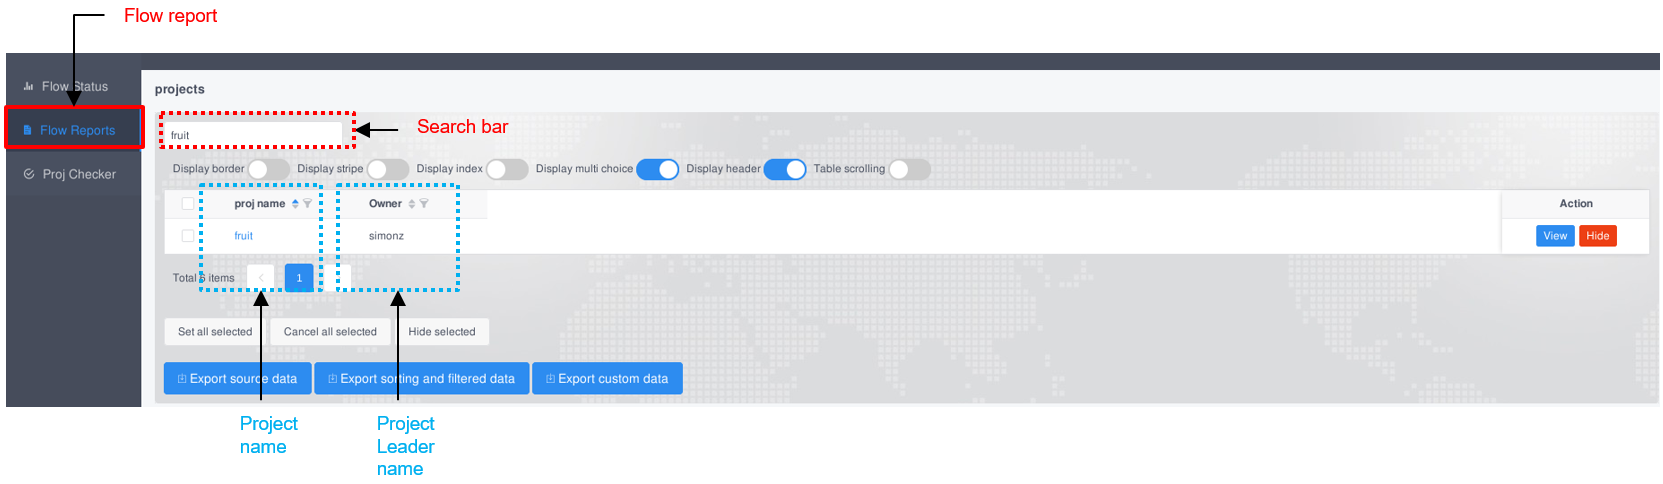 Flow report
Flow Status
projects
Flow Reports
fruit
Search bar
Proj Checker
Display border
Display stripe
Display index
Display multi choice
Display header
Table scrolling
proj name
Owner
Action
fruit
simonz
View
Hide
Total 6 items
1
Set all selected
Cancel all selected
Hide selected
Export source data
Export sorting and filtered data
Export custom data
Project
name
Project
Leader
name